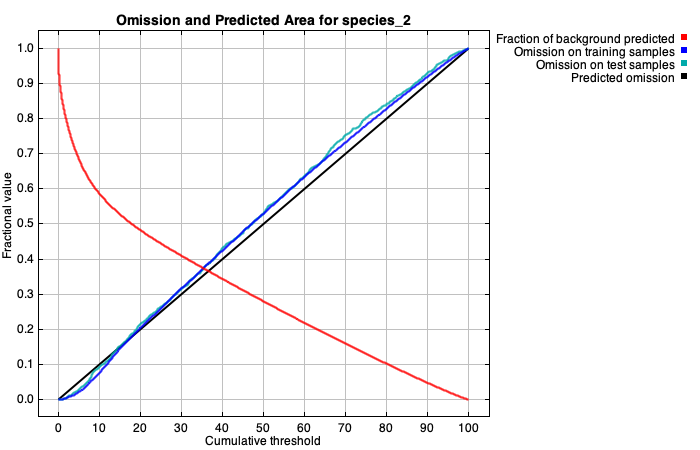 Omission and Predicted Area for species_2
Fraction of background predicted
Omission on training samples
Omission on test samples
Predicted omission
Fractional value
1.0
0.9
0.8
0.7
0.6
0.5
0.4
0.3
0.2
0.1
0.0
0 10 20 30 40 50 60 70 80 90 100
Cumulative threshold